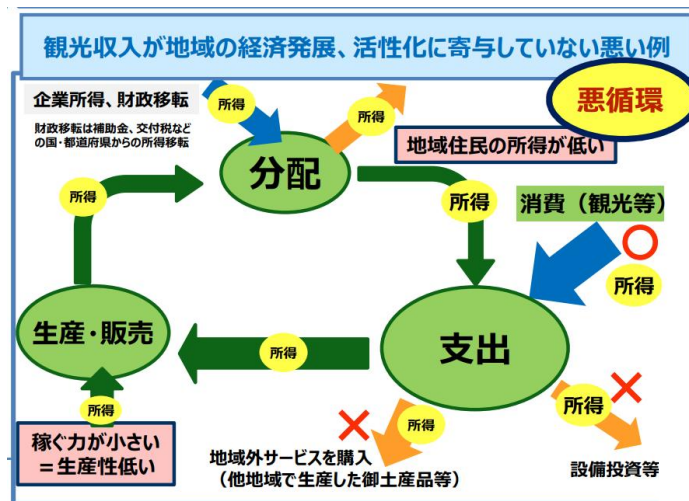 観光収入が地域の経済発展、活性化に寄与していない悪い例
悪循環
企業所得、財政移転
財政移転は補助金、交付税など
の国・都道府県からの所得移転
所得
所得
分配
地域住民の所得が低い
所得
所得
消費（観光等）
所得
生産・販売
所得
支出
所得
稼ぐ力が小さい
＝生産性低い
所得
所得
地域外サービスを購入
（他地域で生産した御土産品等）
設備投資等